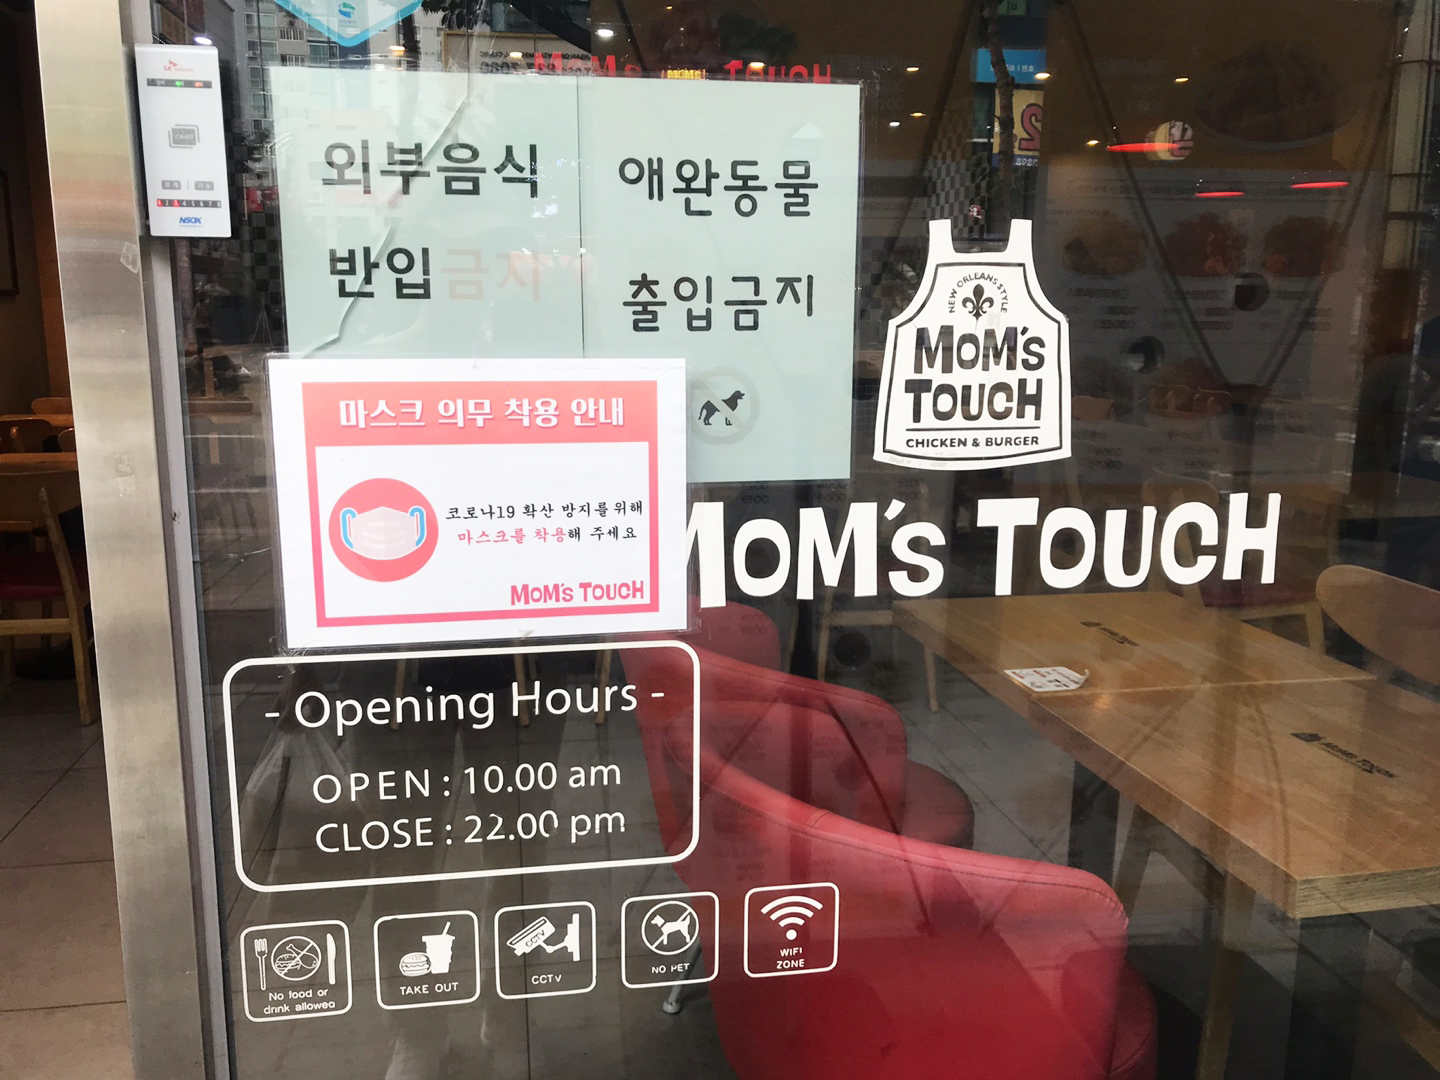 외부음식
반입금지
애완동물
출입금지
마스크 의무 착용 안내
코로나19 확산 방지를위해
마스크를 착용해 주세요
MOM'S TOUCH
NEW ORLEANS STYLE
MOM'S
TOUCH
CHICKEN & BURGER
MOM'S TOUCH
- Opening Hours -
OPEN : 10.00 am
CLOSE : 22.00 pm
No food or
drink allowed
TAKE OUT
CCTV
CCTV
NO PET
WIFI
ZONE
MOM'S TOUCH
NSOK